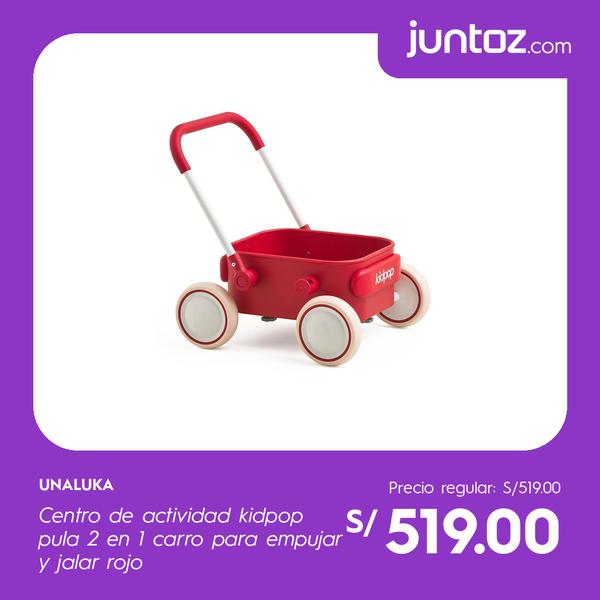 juntoz.com
kidpop
UNALUKA
Centro de actividad kidpop
pula 2 en 1 carro para empujar
y jalar rojo
Precio regular: S/519.00
S/ 519.00